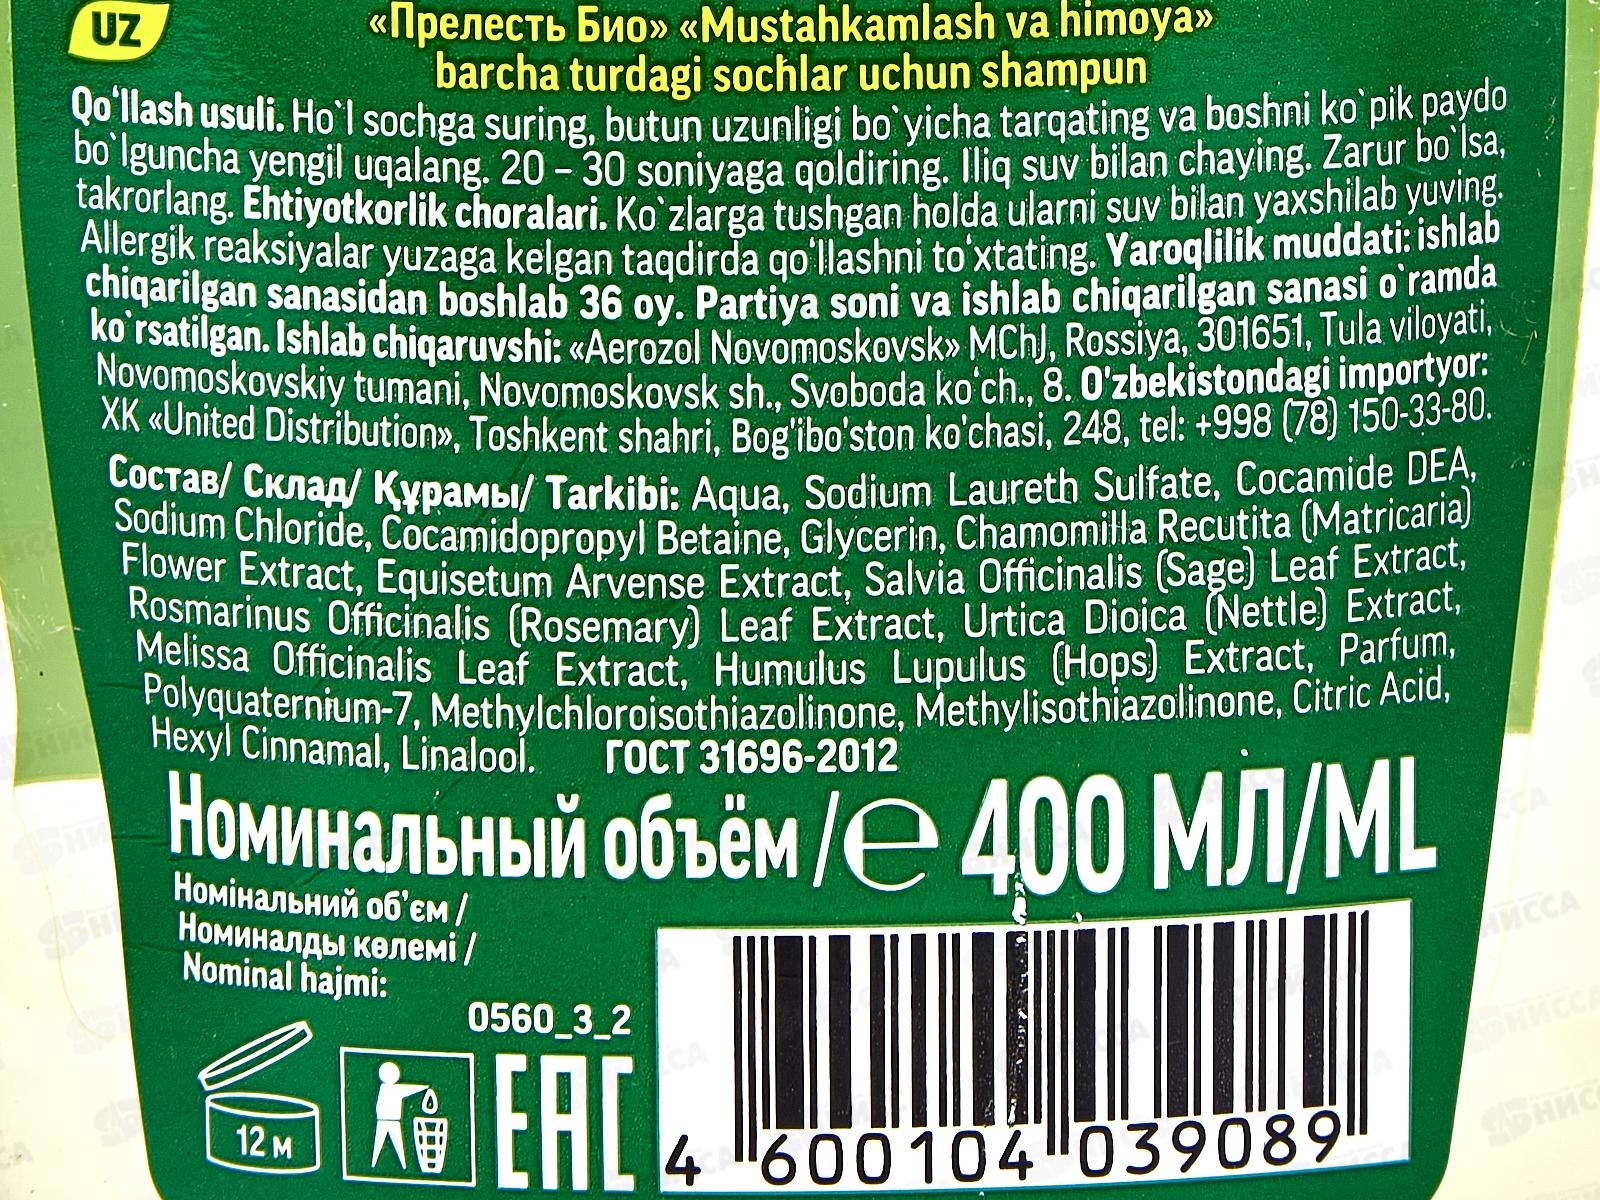 UZ
«Прелесть Био» «Mustahkamlash va himoya»
barcha turdagi sochlar uchun shampun
Qo‘llash usuli. Ho`l sochga suring, butun uzunligi bo`yicha tarqating va boshni ko`pik paydo
bo`lguncha yengil uqalang. 20 – 30 soniyaga qoldiring. Iliq suv bilan chaying. Zarur bo`lsa,
takrorlang. Ehtiyotkorlik choralari. Ko`zlarga tushgan holda ularni suv bilan yaxshilab yuving.
Allergik reaksiyalar yuzaga kelgan taqdirda qo‘llashni to‘xtating. Yaroqlilik muddati: ishlab
chiqarilgan sanasidan boshlab 36 oy. Partiya soni va ishlab chiqarilgan sanasi o`ramda
ko`rsatilgan. Ishlab chiqaruvshi: «Aerozol Novomoskovsk» MChJ, Rossiya, 301651, Tula viloyati,
Novomoskovskiy tumani, Novomoskovsk sh., Svoboda ko‘ch., 8. O'zbekistondagi importyor:
XK «United Distribution», Toshkent shahri, Bog'ibo'ston ko'chasi, 248, tel: +998 (78) 150-33-80.
Состав/ Склад/ Құрамы/ Tarkibi: Aqua, Sodium Laureth Sulfate, Cocamide DEA,
Sodium Chloride, Cocamidopropyl Betaine, Glycerin, Chamomilla Recutita (Matricaria)
Flower Extract, Equisetum Arvense Extract, Salvia Officinalis (Sage) Leaf Extract,
Rosmarinus Officinalis (Rosemary) Leaf Extract, Urtica Dioica (Nettle) Extract,
Melissa Officinalis Leaf Extract, Humulus Lupulus (Hops) Extract, Parfum,
Polyquaternium-7, Methylchloroisothiazolinone, Methylisothiazolinone, Citric Acid,
Hexyl Cinnamal, Linalool. ГОСТ 31696-2012
Номинальный объём /℮ 400 МЛ/ML
Номінальний об’єм /
Номиналды көлемі /
Nominal hajmi:
0560_3_2
12 м
EAC
4 600104 039089